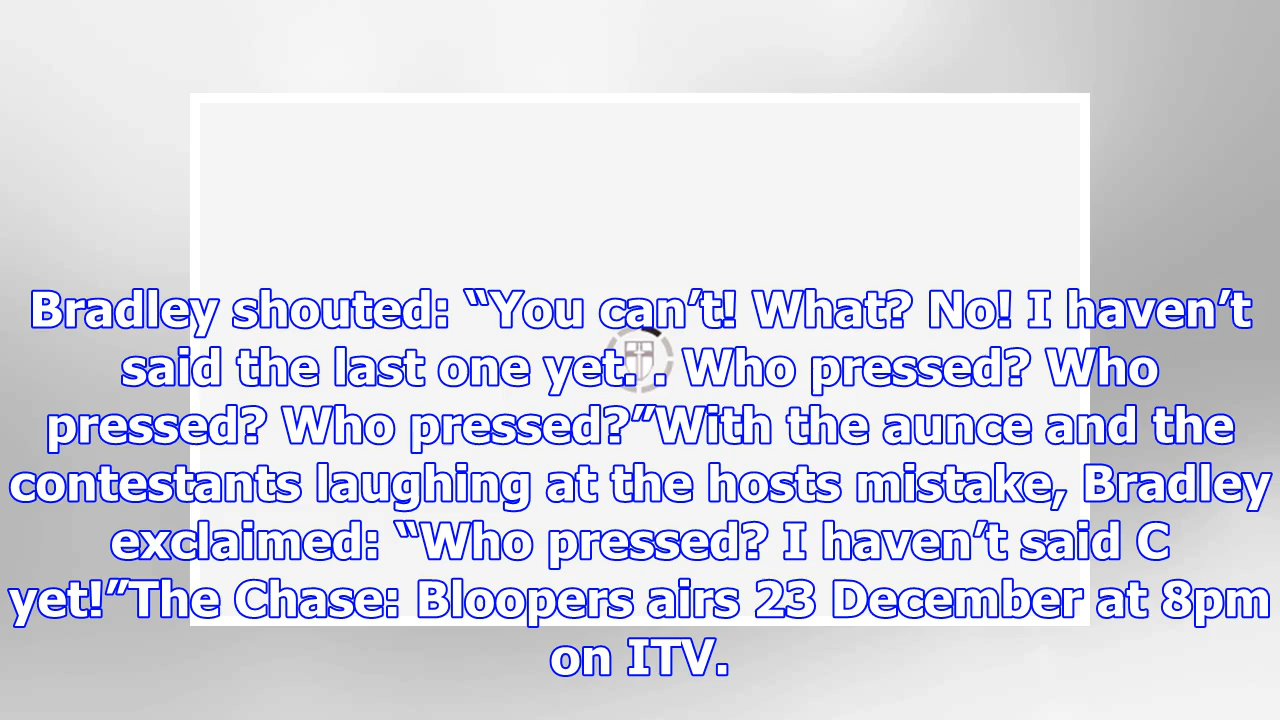 Bradley shouted: “You can’t! What? No! I haven’t
said the last one yet. . Who pressed? Who
pressed? Who pressed?”With the aunce and the
contestants laughing at the hosts mistake, Bradley
exclaimed: “Who pressed? I haven’t said C
yet!”The Chase: Bloopers airs 23 December at 8pm
on ITV.